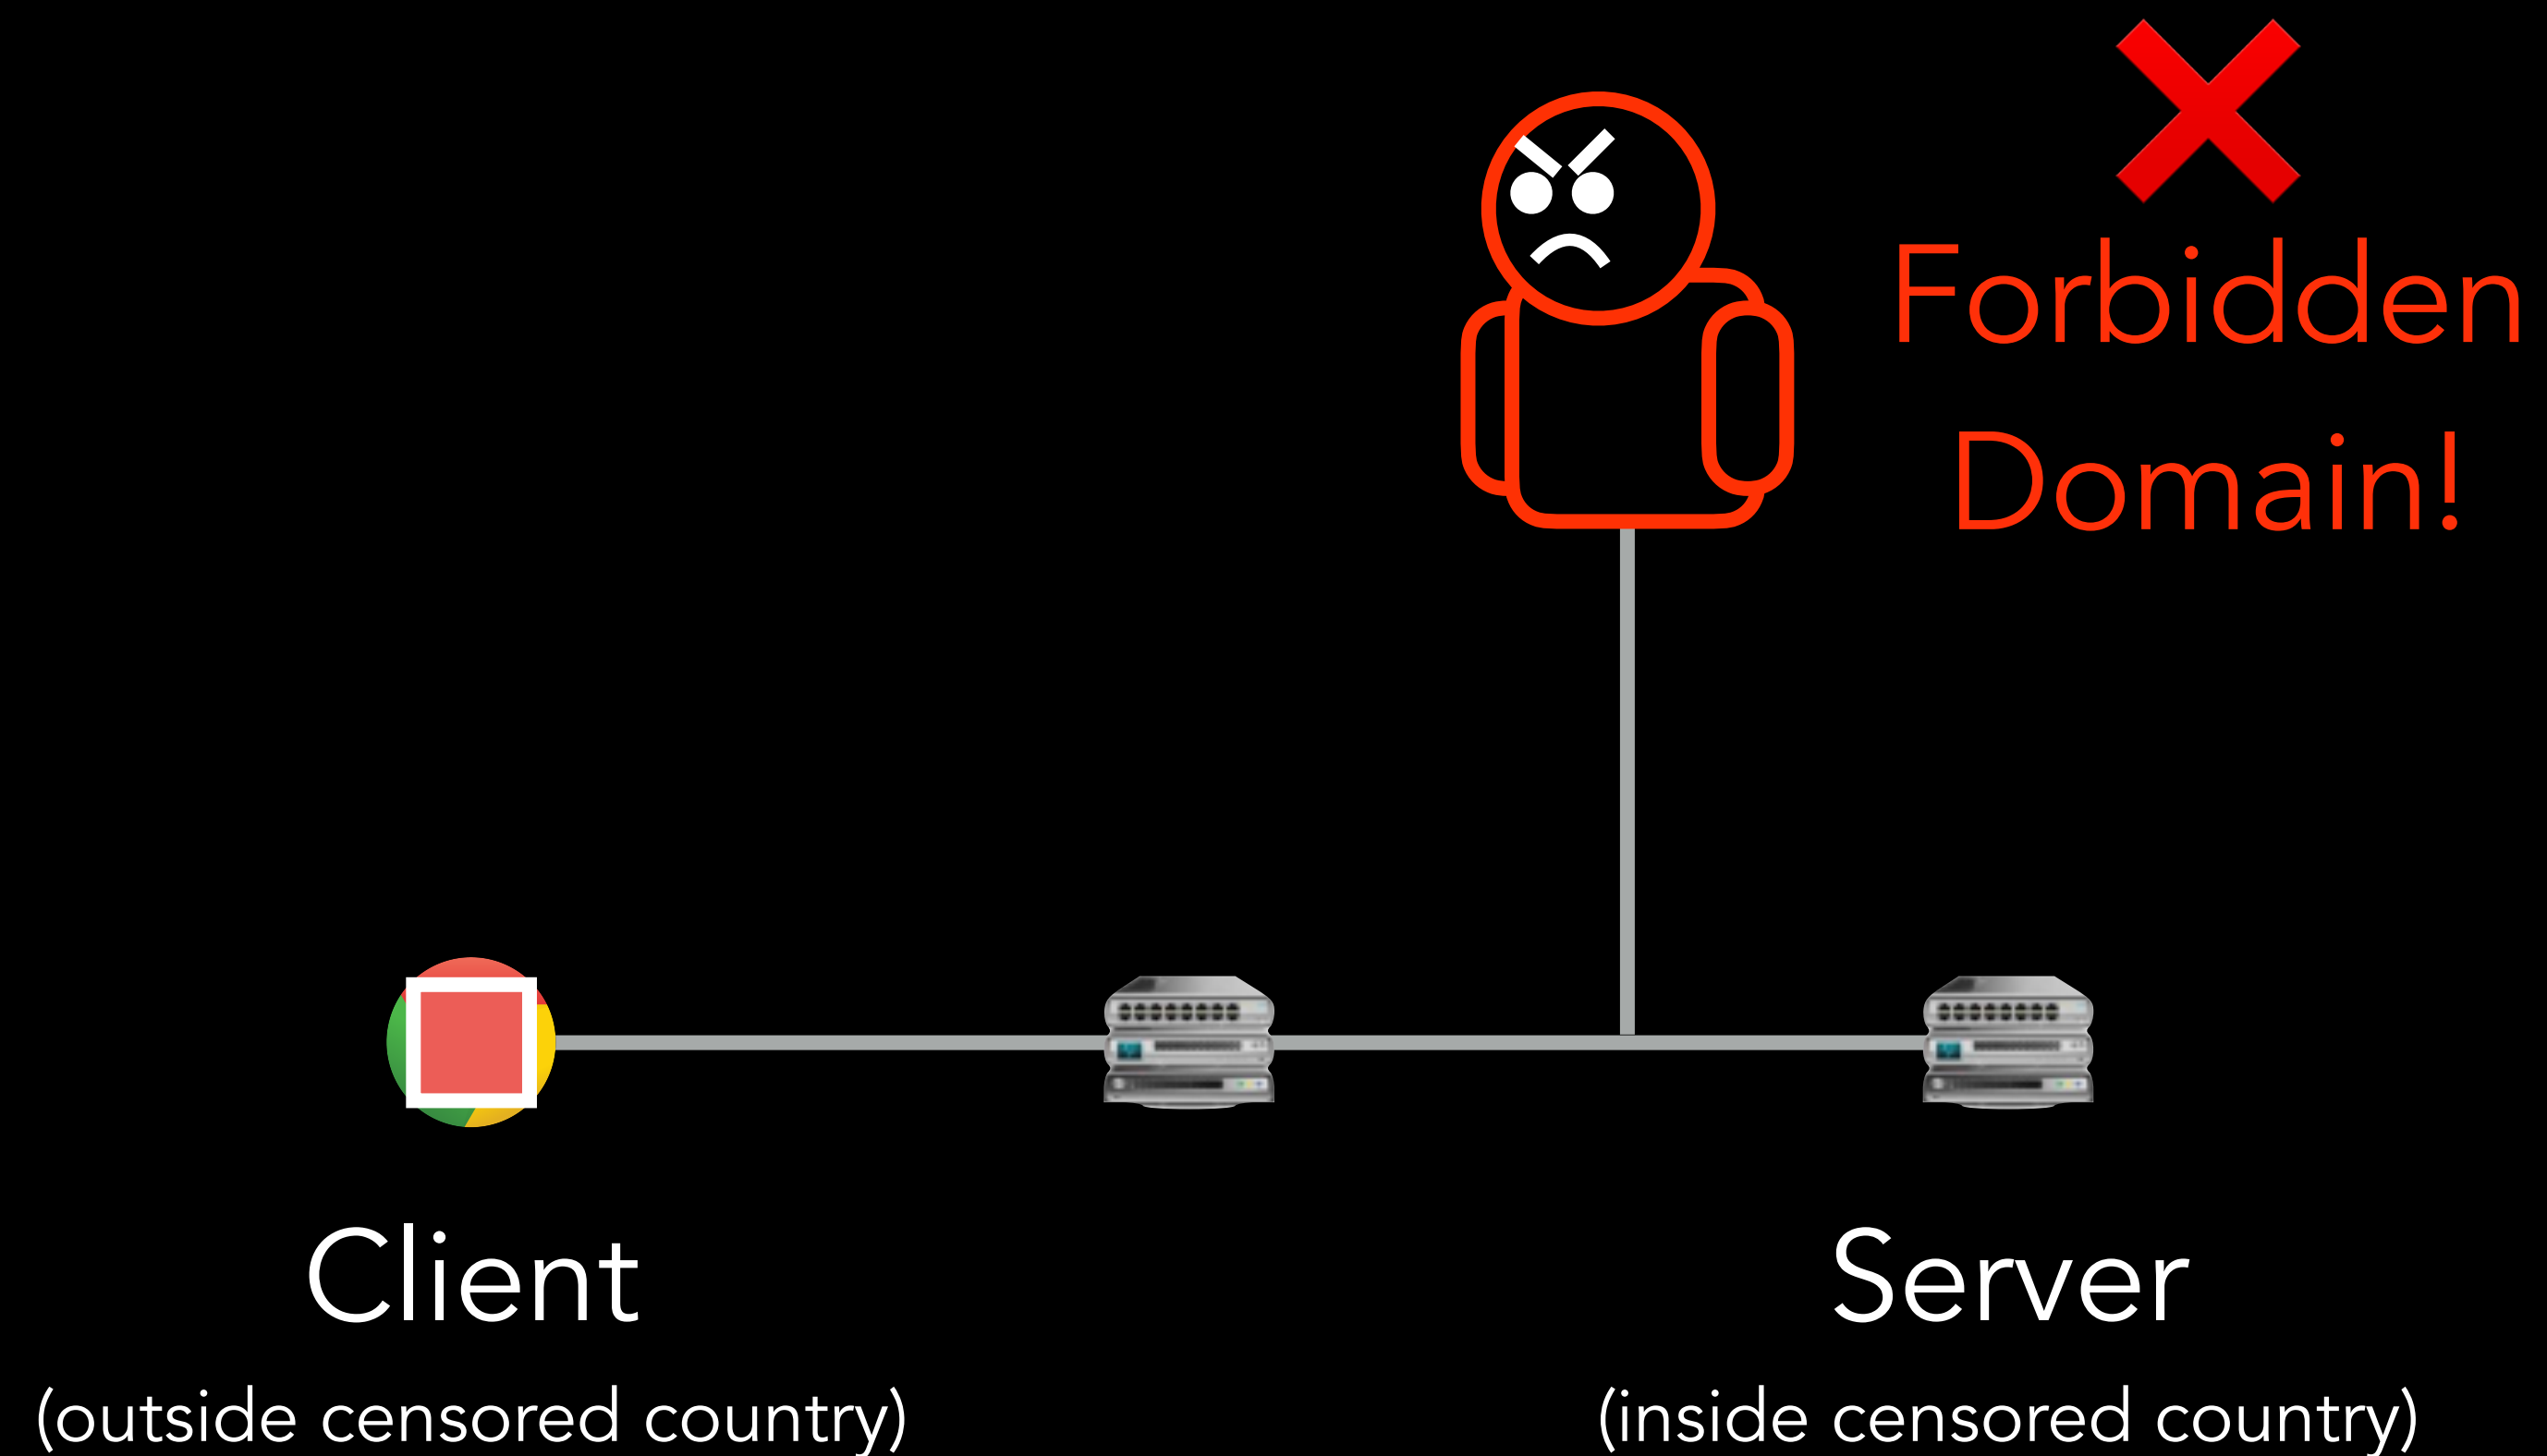 Forbidden
Domain!
Client
Server
(outside censored country)
(inside censored country)